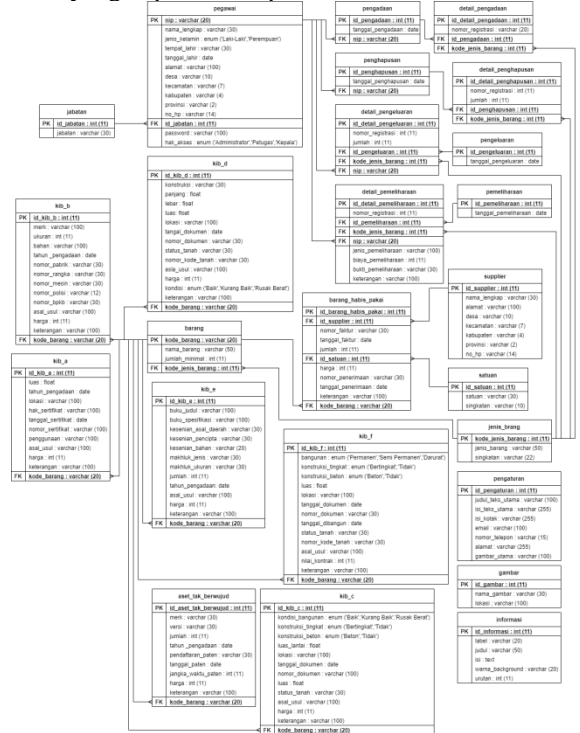 pegawai
PK nip : varchar (20)
nama_lengkap : varchar (30)
jenis_kelamin : enum ('Laki-Laki','Perempuan')
tempat_lahir : varchar (30)
tanggal_lahir : date
alamat : varchar (100)
desa : varchar (10)
kecamatan : varchar (7)
kabupaten : varchar (4)
provinsi : varchar (2)
no_hp : varchar (14)
FK id_jabatan : int (11)
password : varchar (100)
hak_akses : enum ('Administrator','Petugas','Kepala')
pengadaan
PK id_pengadaan : int (11)
tanggal_pengadaan : date
FK nip : varchar (20)
detail_pengadaan
PK id_detail_pengadaan : int (11)
nomor_registrasi : varchar (20)
FK id_pengadaan : int (11)
FK kode_jenis_barang : int (11)
penghapusan
PK id_penghapusan : int (11)
tanggal_penghapusan : date
FK nip : varchar (20)
detail_penghapusan
PK id_detail_penghapusan : int (11)
nomor_registrasi : int (11)
jumlah : int (11)
FK id_penghapusan : int (11)
FK kode_jenis_barang : int (11)
jabatan
PK id_jabatan : int (11)
jabatan : varchar (30)
detail_pengeluaran
PK id_detail_pengeluaran : int (11)
nomor_registrasi : int (11)
jumlah : int (11)
FK id_pengeluaran : int (11)
FK kode_jenis_barang : int (11)
FK nip : varchar (20)
pengeluaran
PK id_pengeluaran : int (11)
tanggal_pengeluaran : date
kib_d
PK id_kib_d : int (11)
konstruksi : varchar (30)
panjang : float
lebar : float
luas : float
lokasi : varchar (100)
tangal_dokumen : date
nomor_dokumen : varchar (30)
status_tanah : varchar (30)
nomor_kode_tanah : varchar (30)
asla_usul : varchar (100)
harga : int (11)
kondisi : enum ('Baik','Kurang Baik','Rusak Berat')
keterangan : varchar (100)
FK kode_barang : varchar (20)
detail_pemeliharaan
PK id_detail_pemeliharaan : int (11)
nomor_registrasi : int (11)
FK id_pemeliharaan : int (11)
FK kode_jenis_barang : int (11)
FK nip : varchar (20)
jenis_pemeliharaan : varchar (100)
biaya_pemeliharaan : int (11)
bukti_pemeliharaan : varchar (30)
keterangan : varchar (100)
pemeliharaan
PK id_pemeliharaan : int (11)
tanggal_pemeliharaan : date
kib_b
PK id_kib_b : int (11)
merk : varchar (100)
ukuran : int (11)
bahan : varchar (100)
tahun_pengadaan : date
nomor_pabrik : varchar (30)
nomor_rangka : varchar (30)
nomor_mesin : varchar (30)
nomor_polisi : varchar (12)
nomor_bpkb : varchar (30)
asal_usul : varchar (100)
harga : int (11)
keterangan : varchar (100)
FK kode_barang : varchar (20)
supplier
PK id_supplier : int (11)
nama_lengkap : varchar (30)
alamat : varchar (100)
desa : varchar (10)
kecamatan : varchar (7)
kabupaten : varchar (4)
provinsi : varchar (2)
no_hp : varchar (14)
barang_habis_pakai
PK id_barang_habis_pakai : int (11)
FK id_supplier : int (11)
nomor_faktur : varchar (30)
tanggal_faktur : date
jumlah : int (11)
FK id_satuan : int (11)
harga : int (11)
nomor_penerimaan : varchar (30)
tanggal_penerimaan : date
keterangan : varchar (100)
FK kode_barang : varchar (20)
barang
PK kode_barang : varchar (20)
nama_barang : varchar (50)
jumlah_minimal : int (11)
FK kode_jenis_barang : int (11)
kib_a
PK id_kib_a : int (11)
luas : float
tahun_pengadaan : date
lokasi : varchar (100)
hak_sertifikat : varchar (100)
tanggal_sertifikat : date
nomor_sertifikat : varchar (100)
penggunaan : varchar (100)
asal_usul : varchar (100)
harga : int (11)
keterangan : varchar (100)
FK kode_barang : varchar (20)
satuan
PK id_satuan : int (11)
satuan : varchar (30)
singkatan : varchar (10)
kib_e
PK id_kib_e : int (11)
buku_judul : varchar (100)
buku_spesifikasi : varchar (100)
kesenian_asal_daerah : varchar (30)
kesenian_pencipta : varchar (30)
kesenian_bahan : varchar (20)
makhluk_jenis : varchar (30)
makhluk_ukuran : varchar (30)
jumlah : int (11)
tahun_pengadaan : date
asal_usul : varchar (100)
harga : int (11)
keterangan : varchar (100)
FK kode_barang : varchar (20)
jenis_brang
PK kode_jenis_barang : int (11)
janis_barang : varchar (50)
singkatan : varchar (22)
kib_f
PK id_kib_f : int (11)
bangunan : enum ('Permanen','Semi Permanen','Darurat')
konstruksi_tingkat : enum ('Bertingkat','Tidak')
konstruksi_beton : enum ('Beton','Tidak')
luas : float
lokasi : varchar (100)
tanggal_dokumen : date
nomor_dokumen : varchar (30)
tanggal_dibangun : date
status_tanah : varchar (30)
nomor_kode_tanah : varchar (30)
asal_usul : varchar (100)
nilai_kontrak : int (11)
keterangan : varchar (100)
FK kode_barang : varchar (20)
pengaturan
PK id_pengaturan : int (11)
judul_teks_utama : varchar (100)
isi_teks_utama : varchar (255)
isi_kotak : varchar (255)
email : varchar (100)
nomor_telepon : varchar (15)
alamat : varchar (255)
gambar_utama : varchar (100)
gambar
PK id_gambar : int (11)
nama_gambar : varchar (30)
lokasi : varchar (100)
aset_tak_berwujud
PK id_aset_tak_berwujud : int (11)
merk : varchar (30)
versi : varchar (30)
jumlah : int (11)
tahun_pengadaan : date
pendaftaran_paten : varchar (30)
tanggal_paten : date
jangka_waktu_paten : int (11)
harga : int (11)
keterangan : varchar (100)
FK kode_barang : varchar (20)
kib_c
PK id_kib_c : int (11)
kondisi_bangunan : enum ('Baik','Kurang Baik','Rusak Berat')
konstruksi_tingkat : enum ('Bertingkat','Tidak')
konstruksi_beton : enum ('Beton','Tidak')
luas_lantai : float
lokasi : varchar (100)
tanggal_dokumen : date
nomor_dokumen : varchar (100)
luas : float
status_tanah : varchar (30)
asal_usul : varchar (100)
harga : int (11)
keterangan : varchar (100)
FK kode_barang : varchar (20)
informasi
PK id_informasi : int (11)
label : varchar (20)
judul : varchar (50)
isi : text
warna_background : varchar (20)
urutan : int (11)